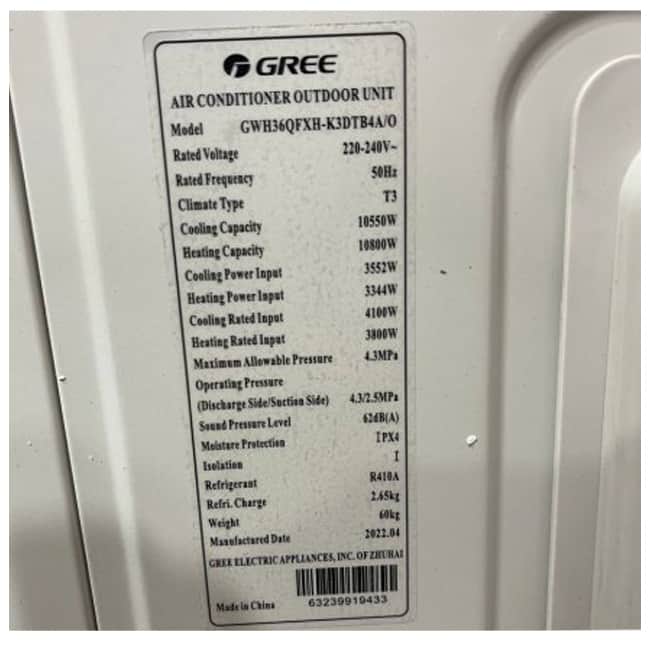 GREE
AIR CONDITIONER OUTDOOR UNIT
Model GWH36QFXH-K3DTB4A/O
Rated Voltage 220-240V~
Rated Frequency 50Hz
Climate Type T3
Cooling Capacity 10550W
Heating Capacity 10800W
Cooling Power Input 3552W
Heating Power Input 3344W
Cooling Rated Input 4100W
Heating Rated Input 3800W
Maximum Allowable Pressure 4.3MPa
Operating Pressure
(Discharge Side/Suction Side) 4.3/2.5MPa
Sound Pressure Level 62dB(A)
Moisture Protection IPX4
Isolation I
Refrigerant R410A
Refri. Charge 2.65kg
Weight 60kg
Manufactured Date 2022.04
GREE ELECTRIC APPLIANCES, INC. OF ZHUHAI
Made in China 63239919433